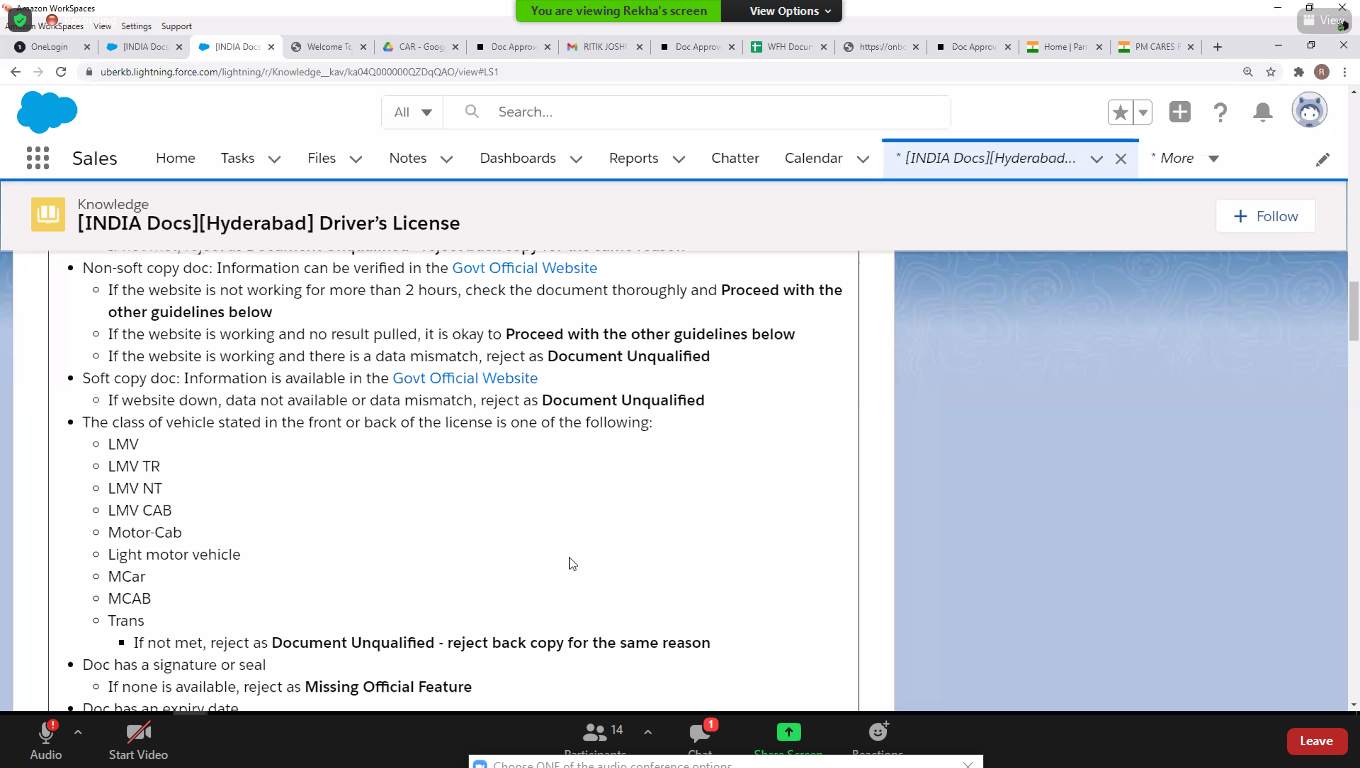 Amazon WorkSpaces
You are viewing Rekha's screen
View Options
View
Amazon WorkSpaces View Settings Support
OneLogin
[INDIA Docs
[INDIA Docs
Welcome To
CAR - Goog
Doc Approv
RITIK JOSH
Doc Approv
WFH Docum
https://onbo
Doc Approv
Home | Par
PM CARES F
uberkb.lightning.force.com/lightning/r/Knowledge__kav/ka04Q000000QZDqQAO/view#LS1
R
All
Search...
Sales
Home
Tasks
Files
Notes
Dashboards
Reports
Chatter
Calendar
* [INDIA Docs][Hyderabad...
* More
Knowledge
[INDIA Docs][Hyderabad] Driver's License
Follow
Non-soft copy doc: Information can be verified in the Govt Official Website
If the website is not working for more than 2 hours, check the document thoroughly and Proceed with the
other guidelines below
If the website is working and no result pulled, it is okay to Proceed with the other guidelines below
If the website is working and there is a data mismatch, reject as Document Unqualified
Soft copy doc: Information is available in the Govt Official Website
If website down, data not available or data mismatch, reject as Document Unqualified
The class of vehicle stated in the front or back of the license is one of the following:
LMV
LMV TR
LMV NT
LMV CAB
Motor-Cab
Light motor vehicle
MCar
MCAB
Trans
If not met, reject as Document Unqualified - reject back copy for the same reason
Doc has a signature or seal
If none is available, reject as Missing Official Feature
Doc has an expiry date
Audio
Start Video
14
Participants
1
Chat
Share Screen
Reactions
Leave
Choose ONE of the audio conference options